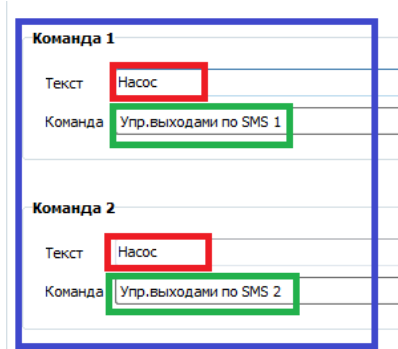 Команда 1
Текст Насос
Команда Упр.выходами по SMS 1
Команда 2
Текст Насос
Команда Упр.выходами по SMS 2